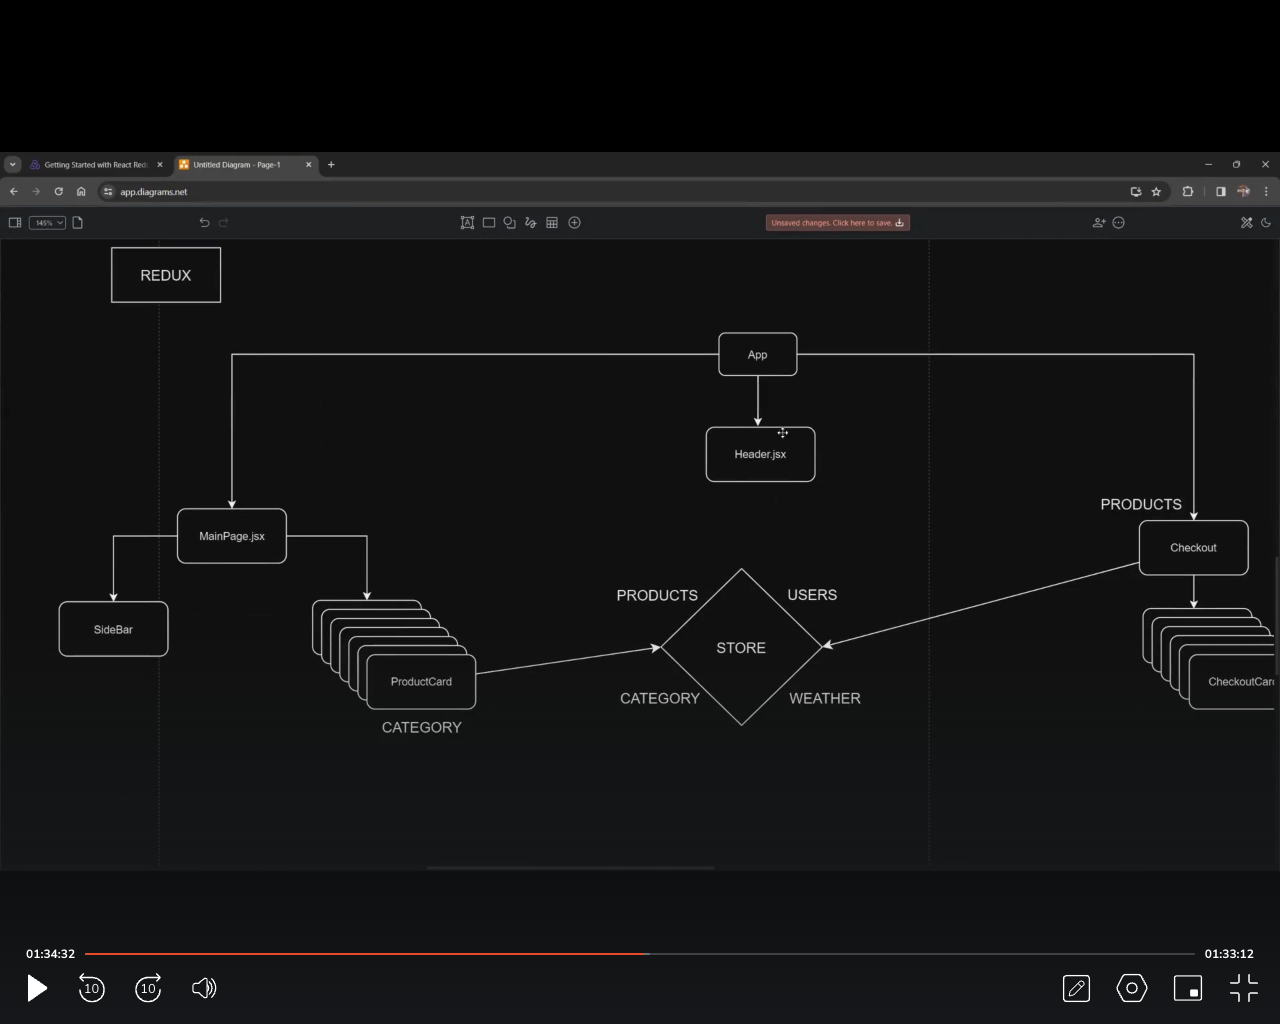 Getting Started with React Red
Untitled Diagram - Page-1
app.diagrams.net
145%
Unsaved changes. Click here to save.
REDUX
App
Header.jsx
PRODUCTS
MainPage.jsx
Checkout
PRODUCTS
USERS
SideBar
STORE
ProductCard
CheckoutCard
CATEGORY
WEATHER
CATEGORY
01:34:32
01:33:12
10
10